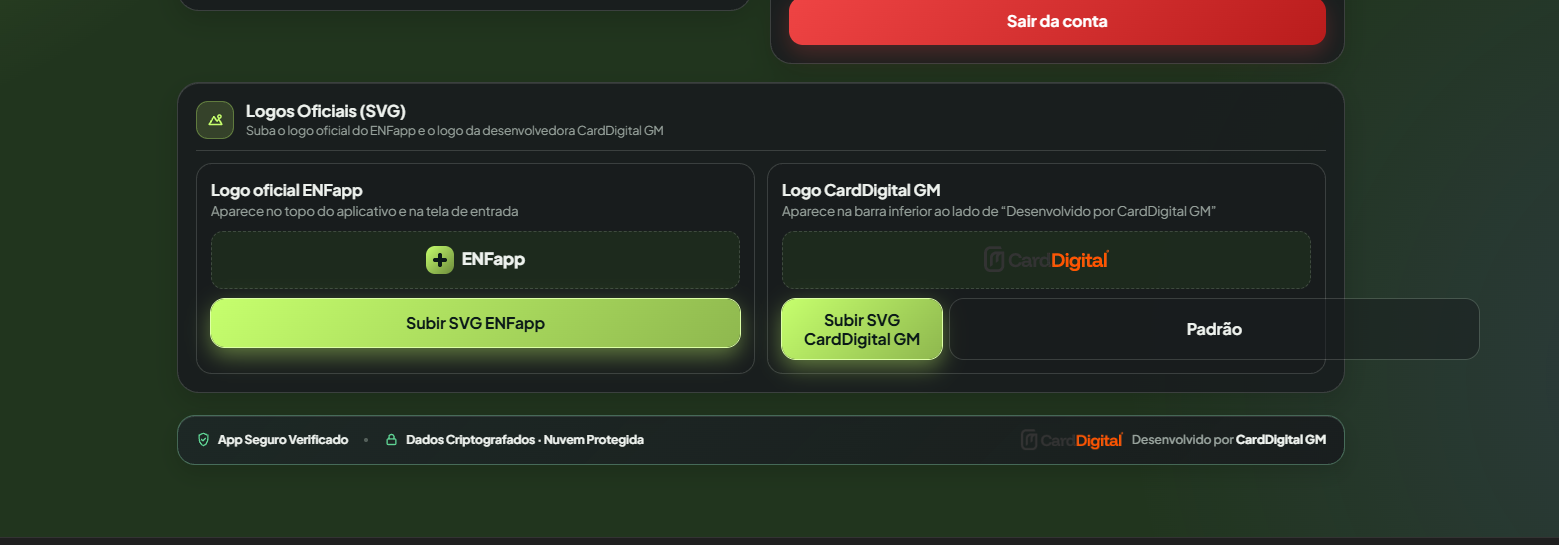 Sair da conta
Logos Oficiais (SVG)
Suba o logo oficial do ENFapp e o logo da desenvolvedora CardDigital GM
Logo oficial ENFapp
Aparece no topo do aplicativo e na tela de entrada
ENFapp
Subir SVG ENFapp
Logo CardDigital GM
Aparece na barra inferior ao lado de “Desenvolvido por CardDigital GM”
CardDigital
Subir SVG
CardDigital GM
Padrão
App Seguro Verificado • Dados Criptografados · Nuvem Protegida
CardDigital Desenvolvido por CardDigital GM